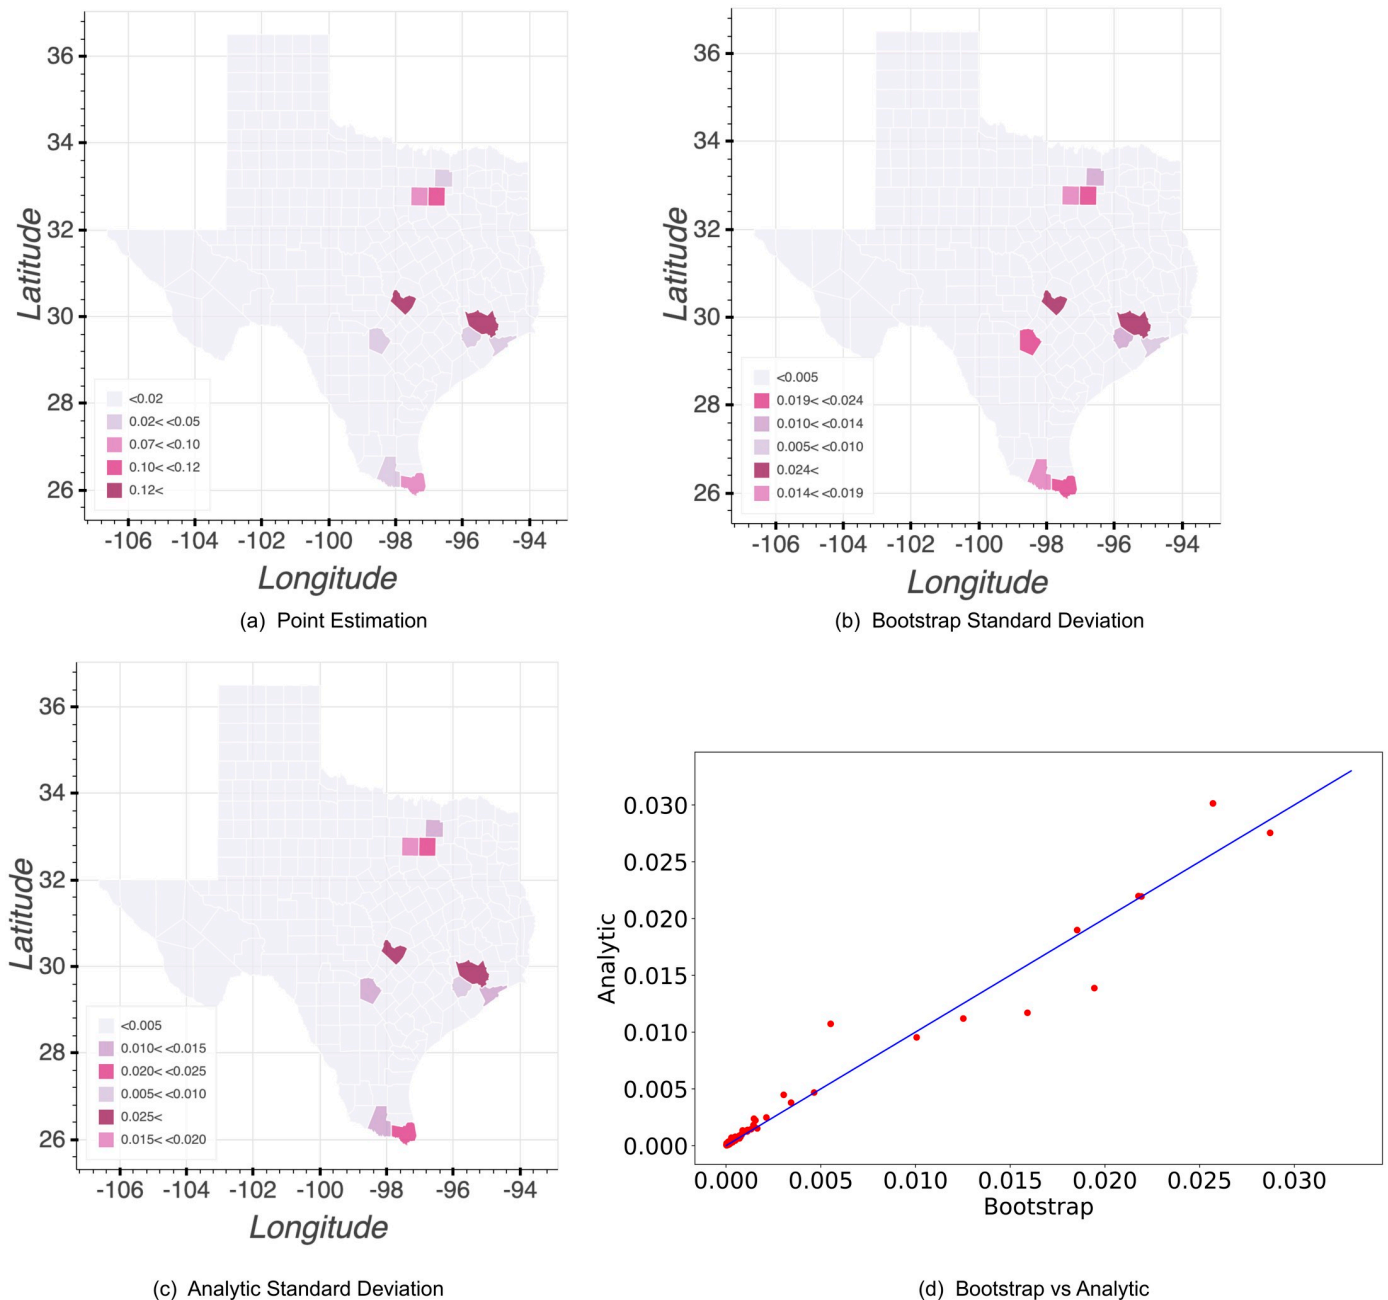 36
34
32
30
28
26
Latitude
<0.02
0.02< <0.05
0.07< <0.10
0.10< <0.12
0.12<
-106 -104 -102 -100 -98 -96 -94
Longitude
(a) Point Estimation
36
34
32
30
28
26
Latitude
<0.005
0.019< <0.024
0.010< <0.014
0.005< <0.010
0.024<
0.014< <0.019
-106 -104 -102 -100 -98 -96 -94
Longitude
(b) Bootstrap Standard Deviation
36
34
32
30
28
26
Latitude
<0.005
0.010< <0.015
0.020< <0.025
0.005< <0.010
0.025<
0.015< <0.020
-106 -104 -102 -100 -98 -96 -94
Longitude
(c) Analytic Standard Deviation
0.030
0.025
0.020
0.015
0.010
0.005
0.000
Analytic
0.000 0.005 0.010 0.015 0.020 0.025 0.030
Bootstrap
(d) Bootstrap vs Analytic